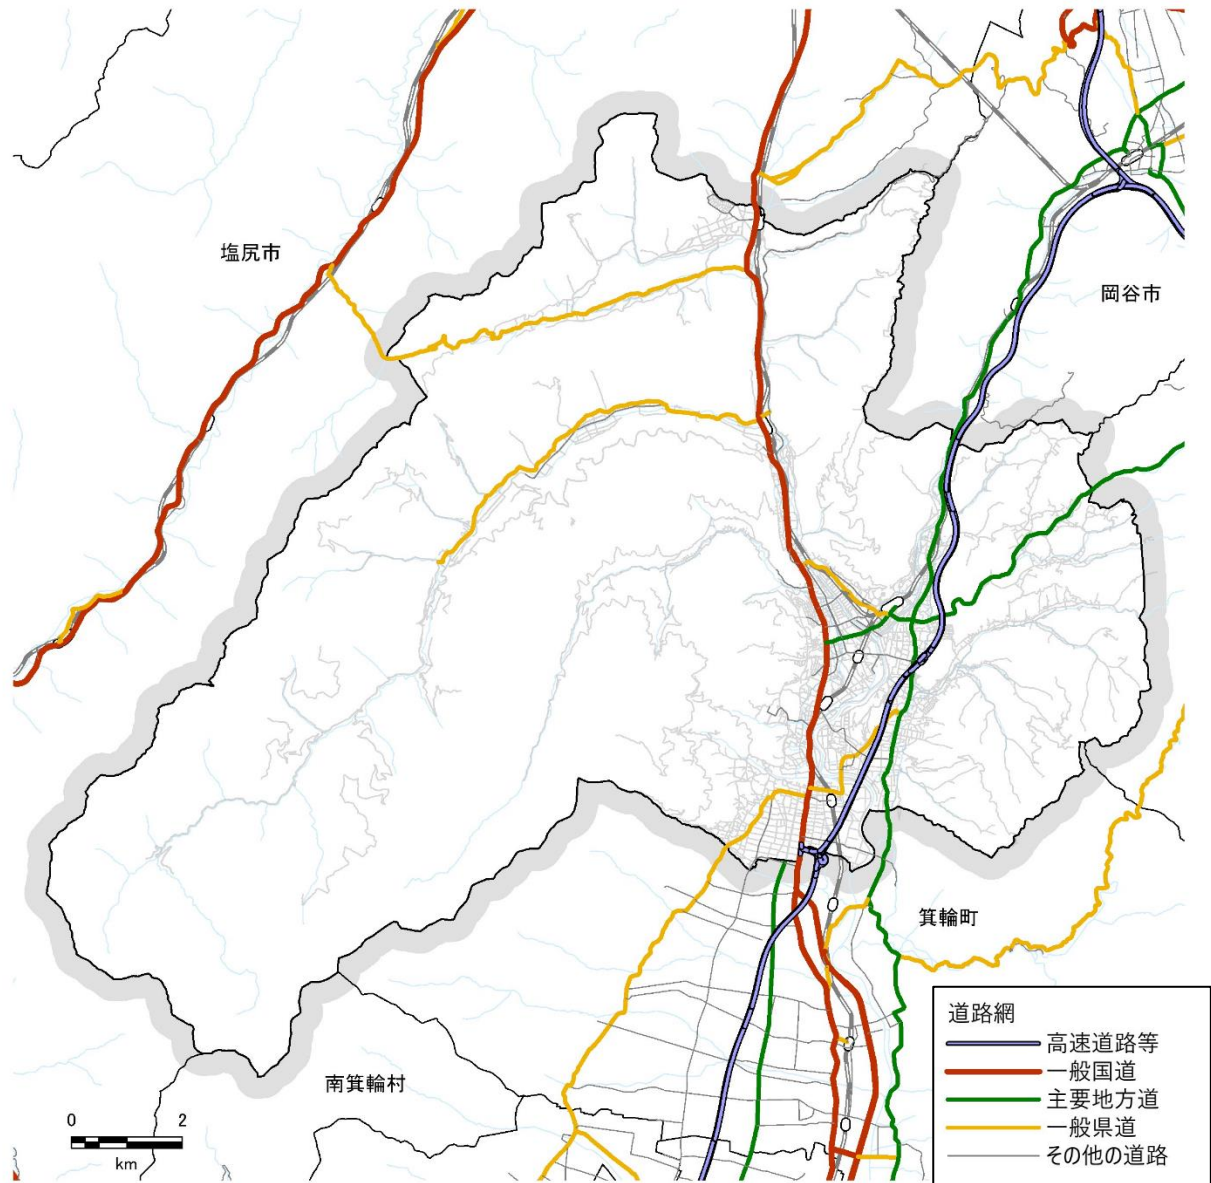 塩尻市
岡谷市
箕輪町
南箕輪村
0 2
km
道路網
高速道路等
一般国道
主要地方道
一般県道
その他の道路